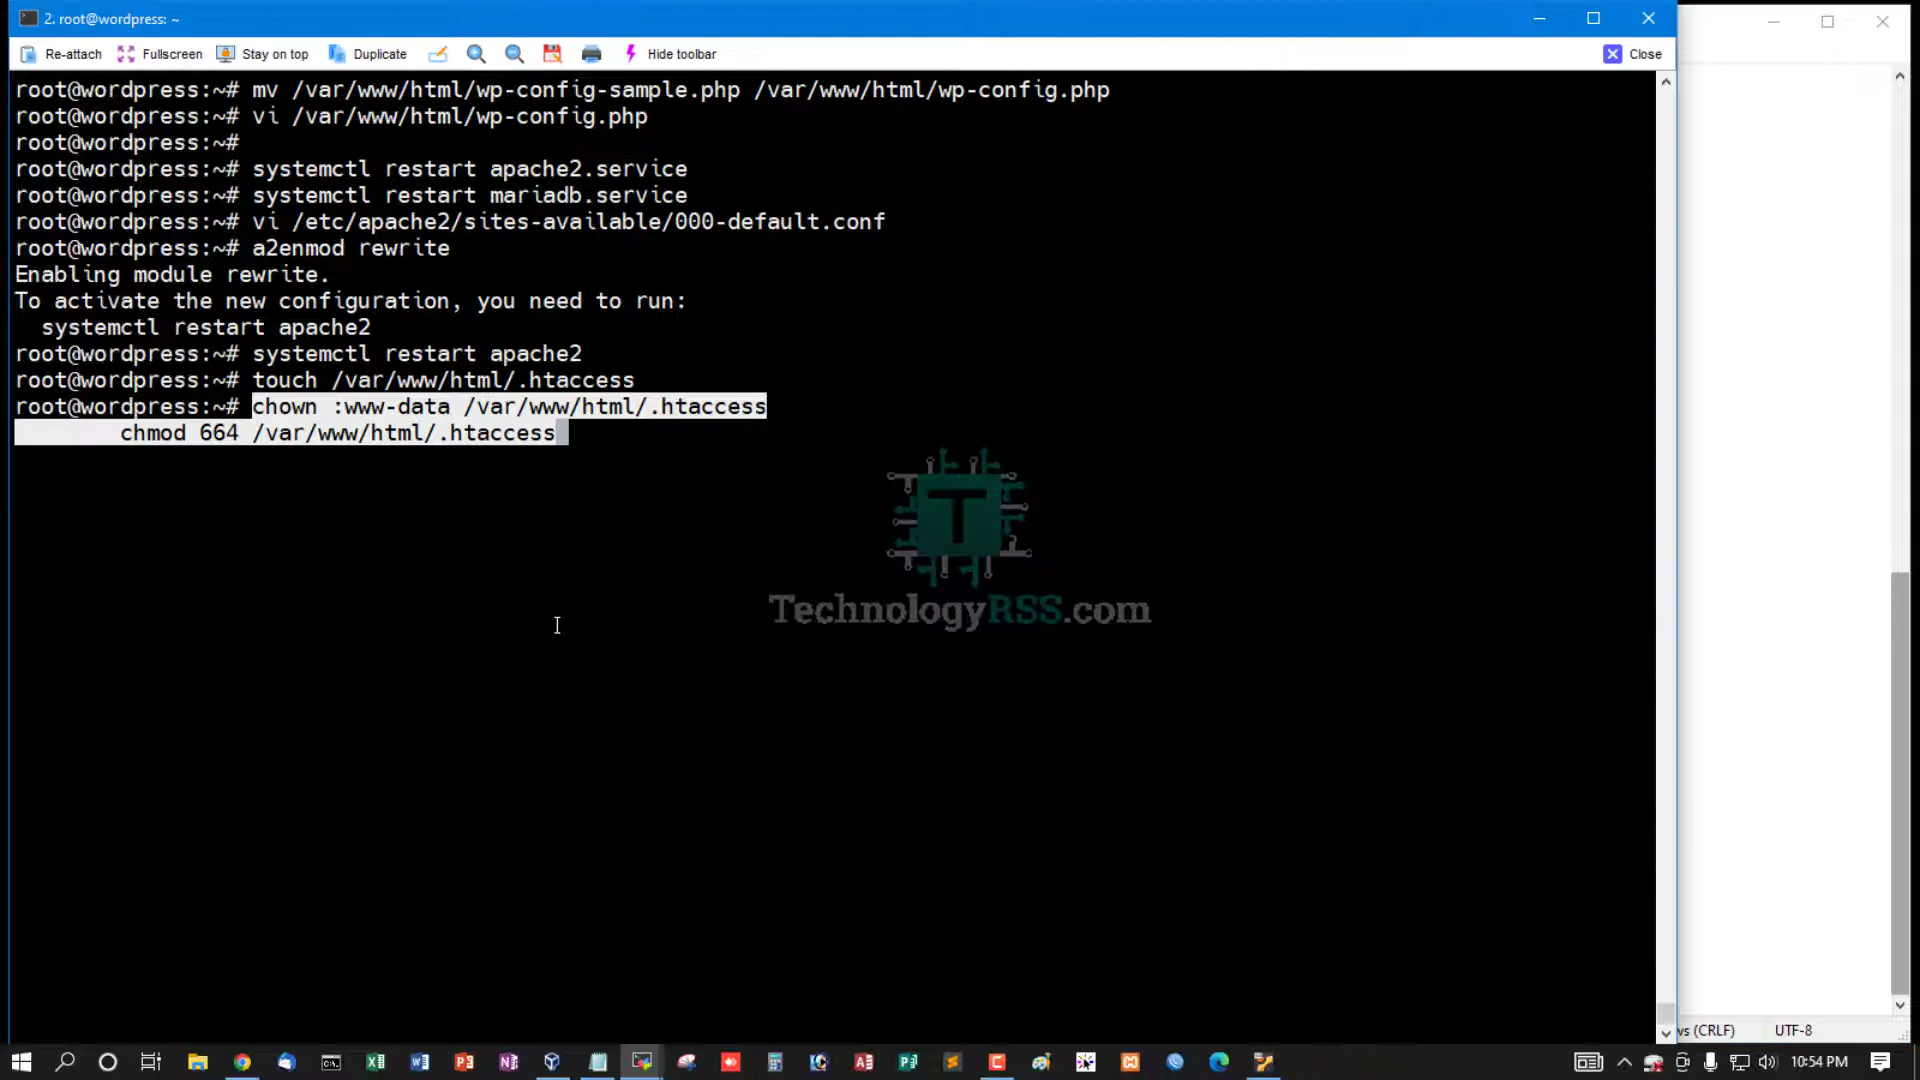 2. root@wordpress: ~
Re-attach Fullscreen Stay on top Duplicate Hide toolbar Close
root@wordpress:~# mv /var/www/html/wp-config-sample.php /var/www/html/wp-config.php
root@wordpress:~# vi /var/www/html/wp-config.php
root@wordpress:~#
root@wordpress:~# systemctl restart apache2.service
root@wordpress:~# systemctl restart mariadb.service
root@wordpress:~# vi /etc/apache2/sites-available/000-default.conf
root@wordpress:~# a2enmod rewrite
Enabling module rewrite.
To activate the new configuration, you need to run:
systemctl restart apache2
root@wordpress:~# systemctl restart apache2
root@wordpress:~# touch /var/www/html/.htaccess
root@wordpress:~# chown :www-data /var/www/html/.htaccess
chmod 664 /var/www/html/.htaccess
T
TechnologyRSS.com
ws (CRLF) UTF-8
10:54 PM